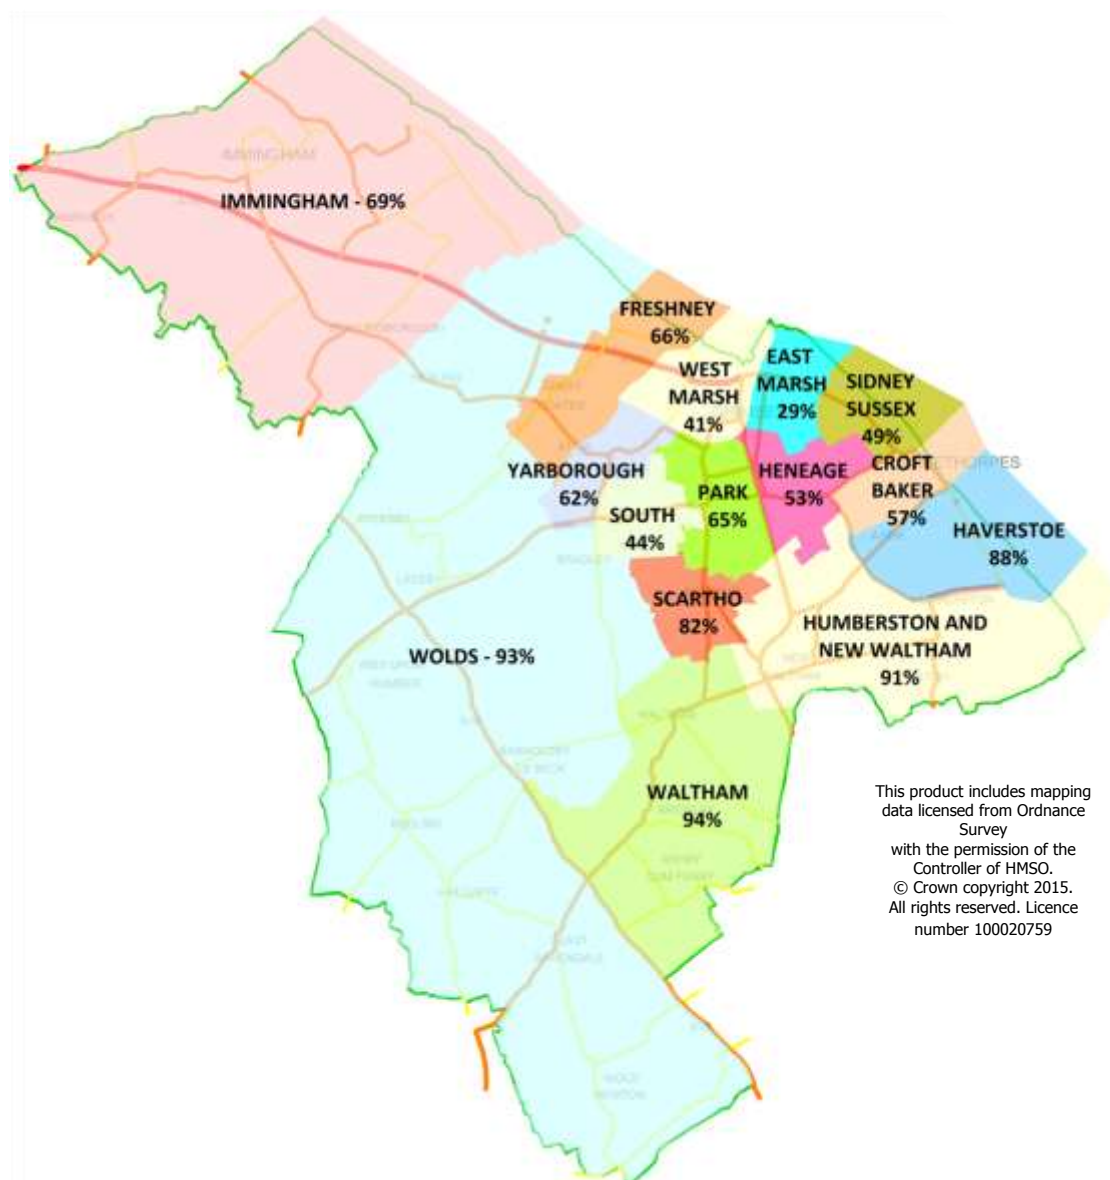 IMMINGHAM
IMMINGHAM - 69%
FRESHNEY
66%
WEST
MARSH
41%
EAST
MARSH
29%
SIDNEY
SUSSEX
49%
YARBOROUGH
62%
SOUTH
44%
PARK
65%
HENEAGE
53%
CROFT
BAKER
57%
HAVERSTOE
88%
SCARTHO
82%
HUMBERSTON AND
NEW WALTHAM
91%
WOLDS - 93%
WALTHAM
94%
This product includes mapping
data licensed from Ordnance
Survey
with the permission of the
Controller of HMSO.
© Crown copyright 2015.
All rights reserved. Licence
number 100020759